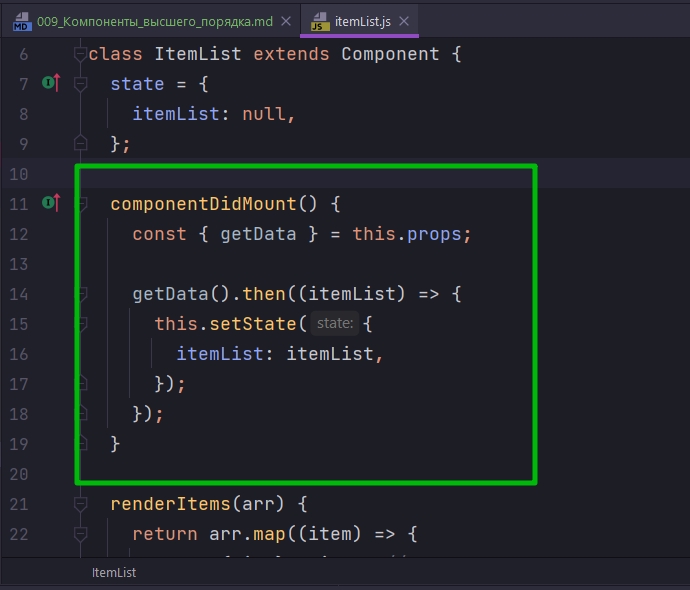 009_Компоненты_высшего_порядка.md
itemList.js
6 class ItemList extends Component {
7 state = {
8 itemList: null,
9 };
10
11 componentDidMount() {
12 const { getData } = this.props;
13
14 getData().then((itemList) => {
15 this.setState( state: {
16 itemList: itemList,
17 });
18 });
19 }
20
21 renderItems(arr) {
22 return arr.map((item) => {
ItemList